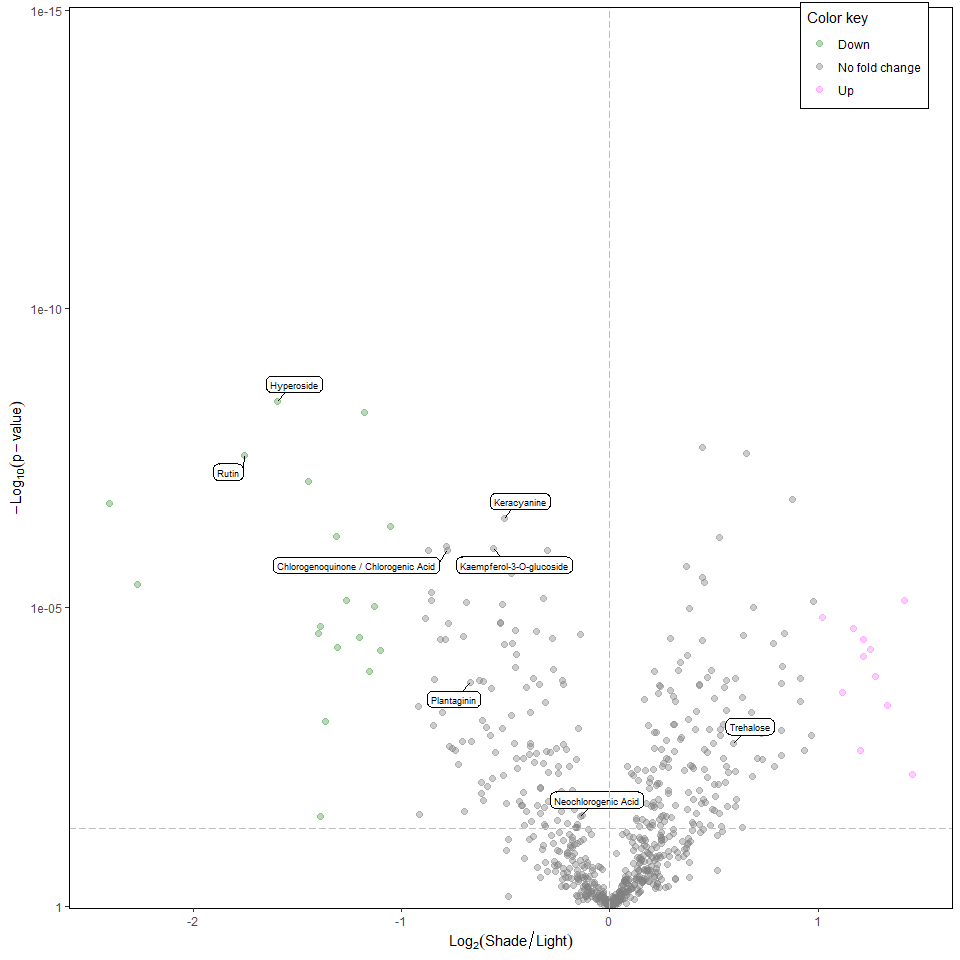 1e-15
Color key
Down
No fold change
Up
1e-10
Hyperoside
Rutin
Keracyanine
Chlorogenoquinone / Chlorogenic Acid
Kaempferol-3-O-glucoside
1e-05
Plantaginin
Trehalose
Neochlorogenic Acid
1
-2
-1
0
1
−Log10(p − value)
Log2(Shade/Light)